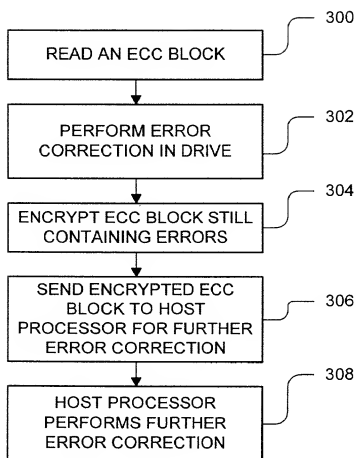 300
READ AN ECC BLOCK
302
PERFORM ERROR
CORRECTION IN DRIVE
304
ENCRYPT ECC BLOCK STILL
CONTAINING ERRORS
SEND ENCRYPTED ECC
BLOCK TO HOST
PROCESSOR FOR FURTHER
ERROR CORRECTION
306
308
HOST PROCESSOR
PERFORMS FURTHER
ERROR CORRECTION